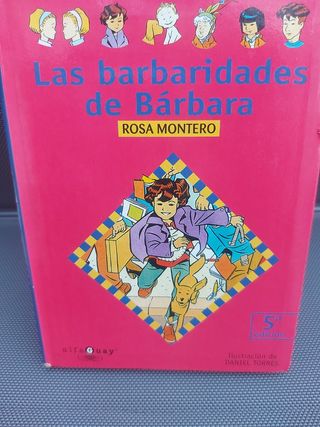 Las barbaridades
de Bárbara
ROSA MONTERO
5ª
edición
alfaguay
Ilustración de
DANIEL TORRES